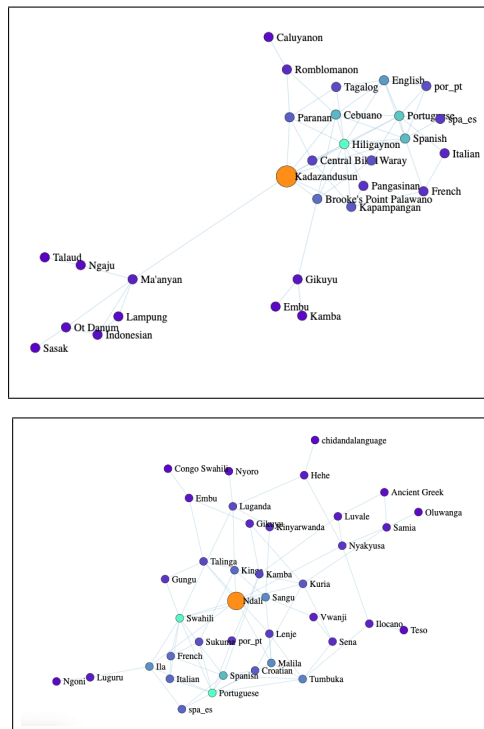 Caluyanon
Romblomanon
English
Tagalog
por_pt
Paranan
Cebuano
Portuguese
spa_es
Hiligaynon
Spanish
Italian
Central Bikol
Waray
Kadazandusun
Pangasinan
French
Brooke's Point Palawano
Kapampangan
Talaud
Ngaju
Ma'anyan
Gikuyu
Embu
Kamba
Lampung
Ot Danum
Indonesian
Sasak
chidandalanguage
Congo Swahili
Nyoro
Hehe
Embu
Luganda
Ancient Greek
Gikuyu
Kinyarwanda
Luvale
Oluwanga
Samia
Nyakyusa
Talinga
Kinga
Kamba
Gungu
Kuria
Ndali
Sangu
Swahili
Vwanji
Ilocano
Teso
Sukuma
por_pt
Lenje
Sena
French
Ila
Malila
Luguru
Ngoni
Italian
Spanish
Croatian
Tumbuka
Portuguese
spa_es